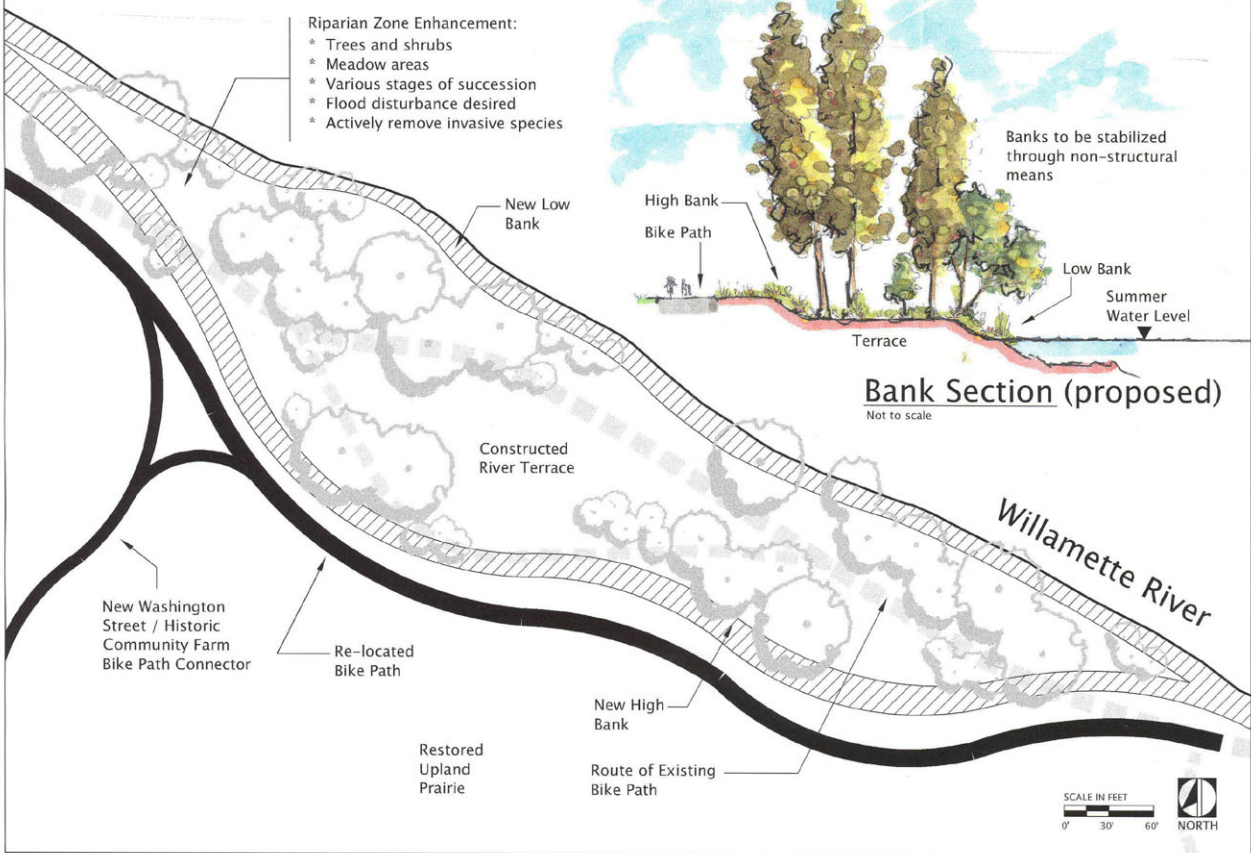 Riparian Zone Enhancement:
* Trees and shrubs
* Meadow areas
* Various stages of succession
* Flood disturbance desired
* Actively remove invasive species
Banks to be stabilized
through non-structural
means
New Low
Bank
High Bank
Bike Path
Low Bank
Summer
Water Level
Terrace
Bank Section (proposed)
Not to scale
Constructed
River Terrace
Willamette River
New Washington
Street / Historic
Community Farm
Bike Path Connector
Re-located
Bike Path
New High
Bank
Restored
Upland
Prairie
Route of Existing
Bike Path
SCALE IN FEET
0' 30' 60'
NORTH